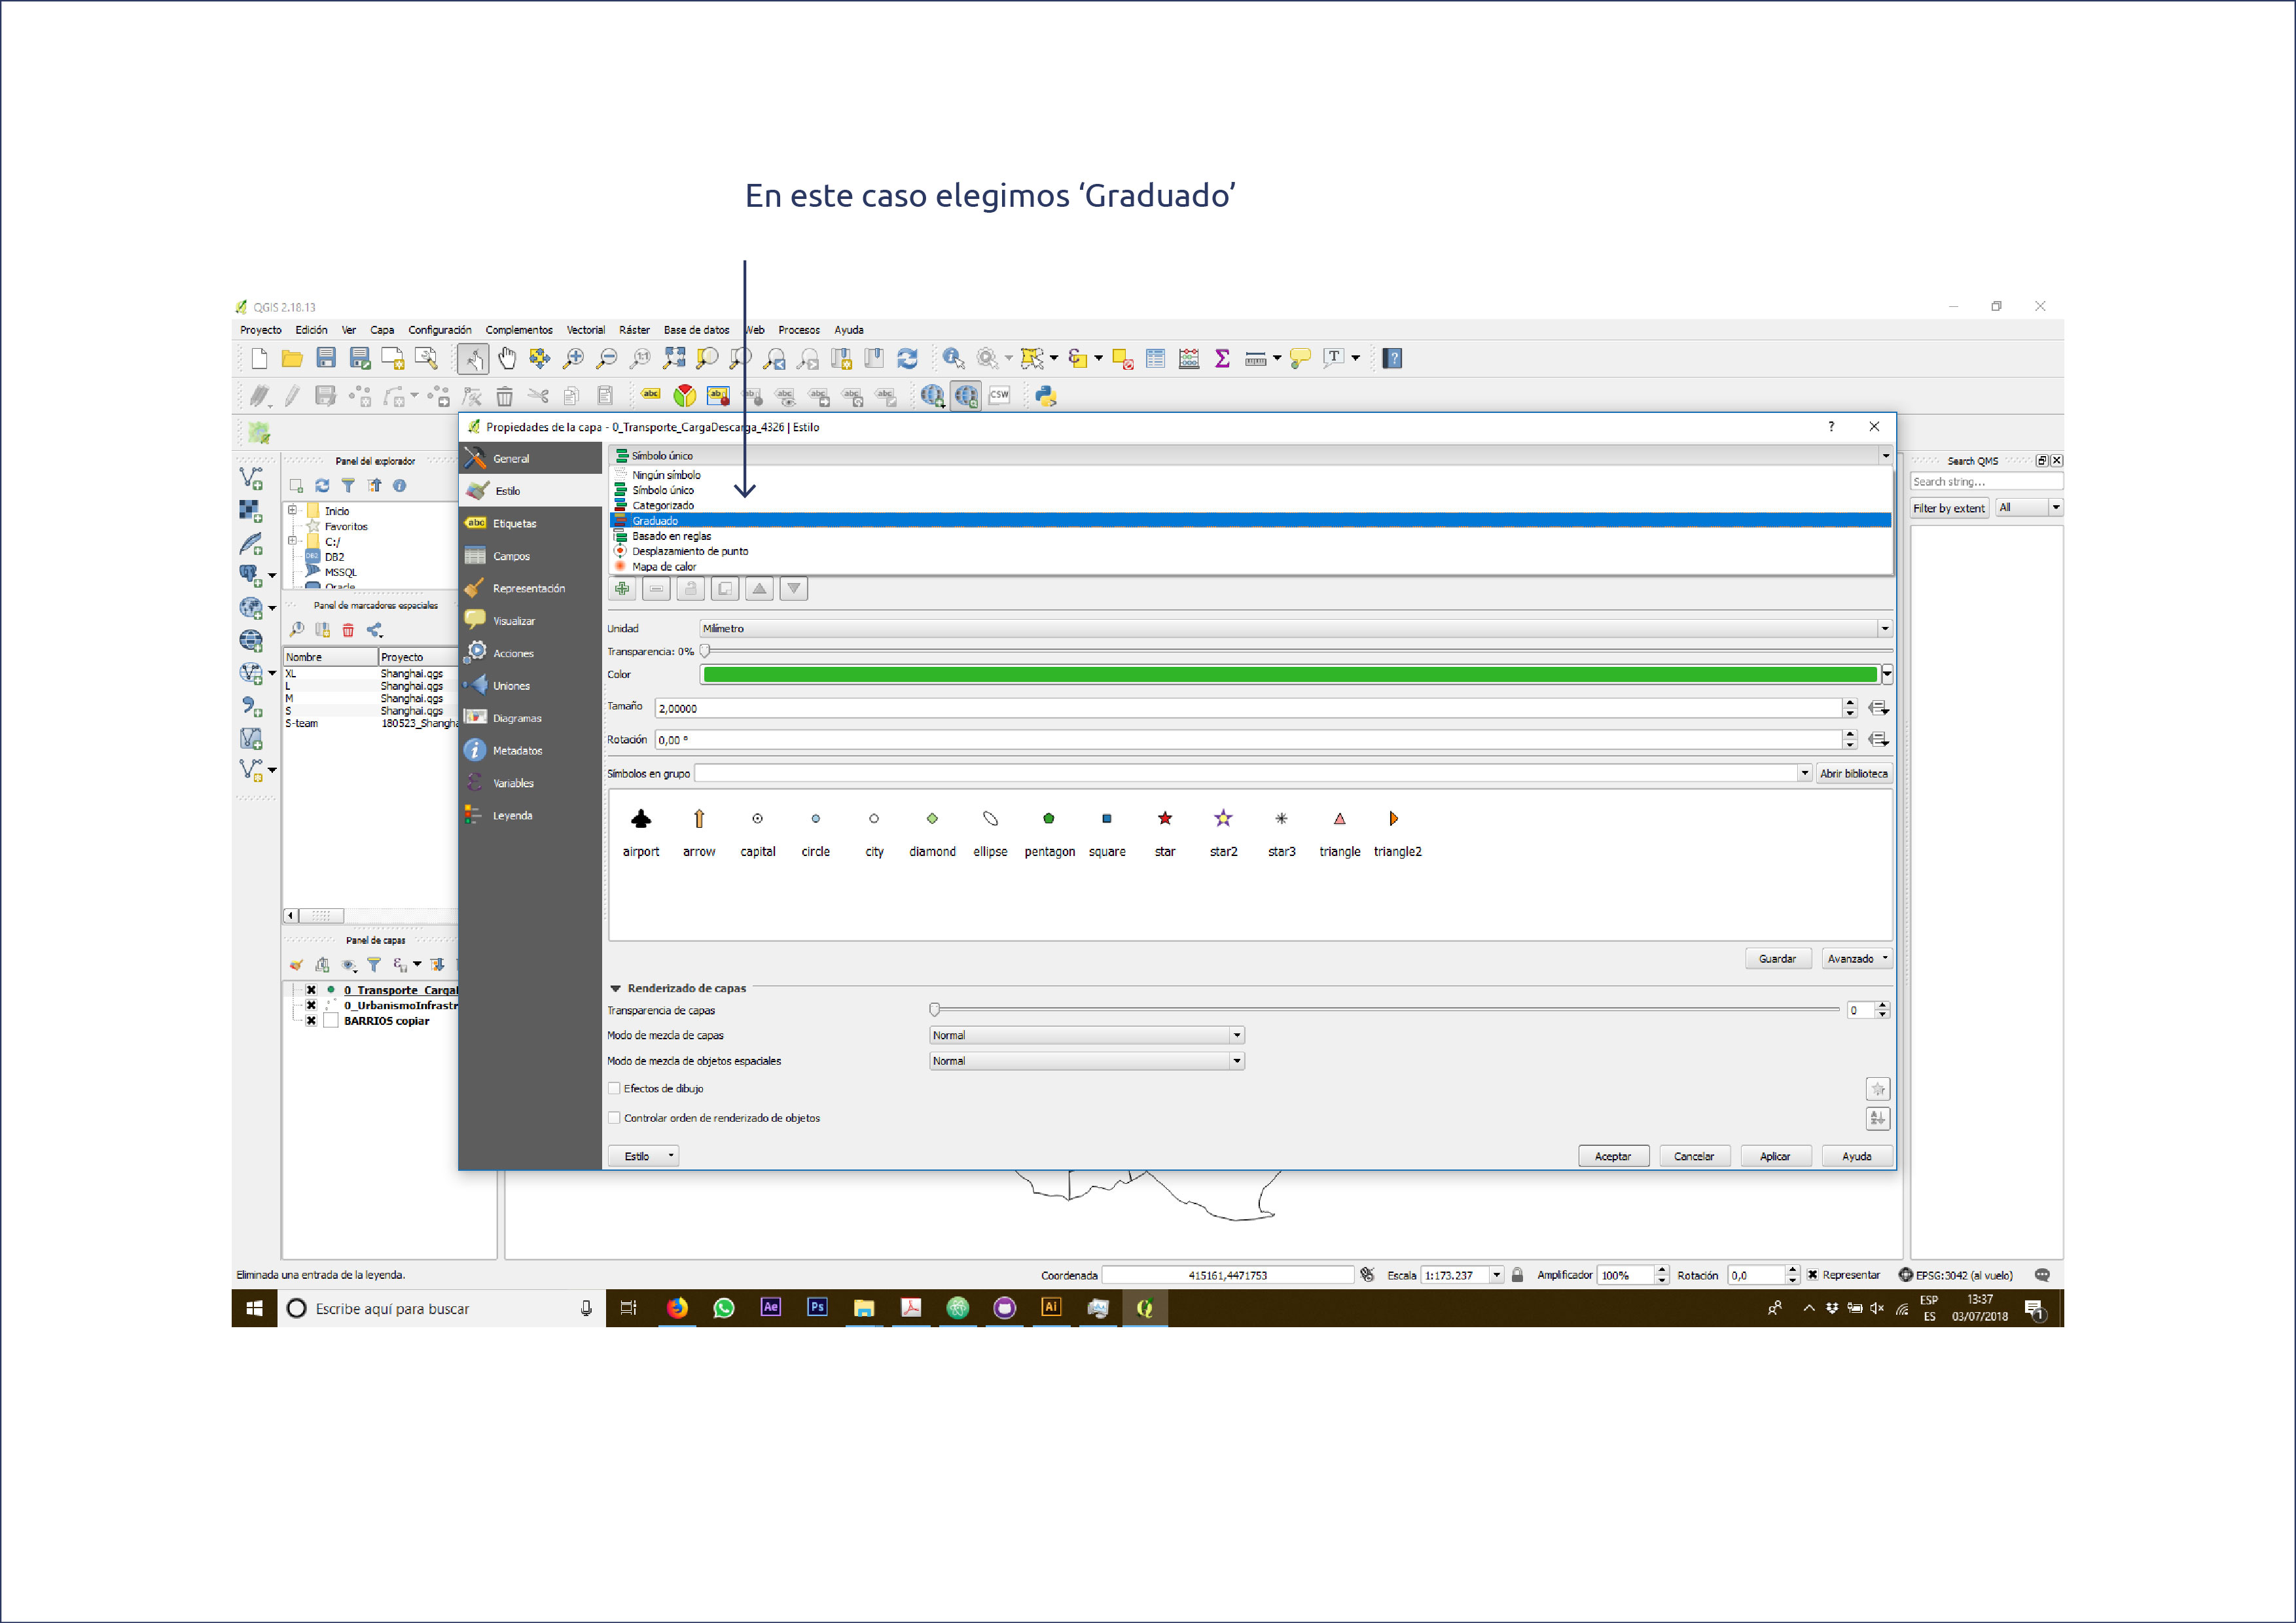 En este caso elegimos ‘Graduado’
QGIS 2.18.13
Proyecto Edición Ver Capa Configuración Complementos Vectorial Ráster Base de datos Web Procesos Ayuda
Propiedades de la capa - 0_Transporte_CargaDescarga_4326 | Estilo
Panel del explorador
Inicio
Favoritos
C:/
DB2
MSSQL
Oracle
Panel de marcadores espaciales
Nombre Proyecto
XL Shanghai.qgs
L Shanghai.qgs
M Shanghai.qgs
S Shanghai.qgs
S-team 180523_Shangha
Panel de capas
0_Transporte_Carga
0_UrbanismoInfrastr
BARRIOS copiar
General
Estilo
Etiquetas
Campos
Representación
Visualizar
Acciones
Uniones
Diagramas
Metadatos
Variables
Leyenda
Símbolo único
Ningún símbolo
Símbolo único
Categorizado
Graduado
Basado en reglas
Desplazamiento de punto
Mapa de calor
Unidad Milímetro
Transparencia: 0%
Color
Tamaño 2,00000
Rotación 0,00 °
Símbolos en grupo Abrir biblioteca
airport arrow capital circle city diamond ellipse pentagon square star star2 star3 triangle triangle2
Guardar Avanzado
Renderizado de capas
Transparencia de capas 0
Modo de mezcla de capas Normal
Modo de mezcla de objetos espaciales Normal
Efectos de dibujo
Controlar orden de renderizado de objetos
Estilo Aceptar Cancelar Aplicar Ayuda
Search QMS
Search string...
Filter by extent All
Eliminada una entrada de la leyenda. Coordenada 415161,4471753 Escala 1:173.237 Amplificador 100% Rotación 0,0 Representar EPSG:3042 (al vuelo)
Escribe aquí para buscar
Ae Ps Ai
ESP 13:37
ES 03/07/2018
1